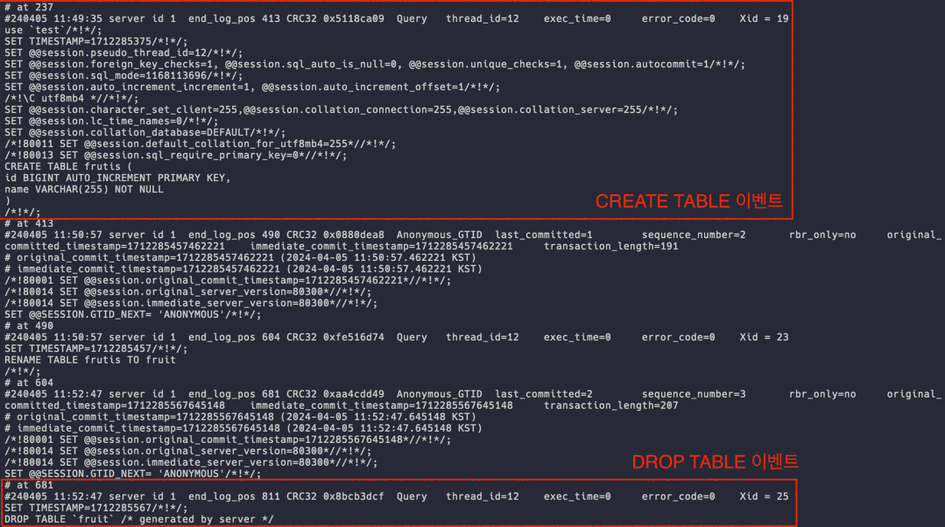 # at 237
#240405 11:49:35 server id 1  end_log_pos 413 CRC32 0x5118ca09  Query   thread_id=12    exec_time=0     error_code=0    Xid = 19
use `test`/*!*/;
SET TIMESTAMP=1712285375/*!*/;
SET @@session.pseudo_thread_id=12/*!*/;
SET @@session.foreign_key_checks=1, @@session.sql_auto_is_null=0, @@session.unique_checks=1, @@session.autocommit=1/*!*/;
SET @@session.sql_mode=1168113696/*!*/;
SET @@session.auto_increment_increment=1, @@session.auto_increment_offset=1/*!*/;
/*!\C utf8mb4 *//*!*/;
SET @@session.character_set_client=255,@@session.collation_connection=255,@@session.collation_server=255/*!*/;
SET @@session.lc_time_names=0/*!*/;
SET @@session.collation_database=DEFAULT/*!*/;
/*!80011 SET @@session.default_collation_for_utf8mb4=255*//*!*/;
/*!80013 SET @@session.sql_require_primary_key=0*//*!*/;
CREATE TABLE frutis (
id BIGINT AUTO_INCREMENT PRIMARY KEY,
name VARCHAR(255) NOT NULL
)
CREATE TABLE 이벤트
/*!*/;
# at 413
#240405 11:50:57 server id 1  end_log_pos 490 CRC32 0x0880dea8  Anonymous_GTID  last_committed=1        sequence_number=2       rbr_only=no     original_
committed_timestamp=1712285457462221    immediate_commit_timestamp=1712285457462221     transaction_length=191
# original_commit_timestamp=1712285457462221 (2024-04-05 11:50:57.462221 KST)
# immediate_commit_timestamp=1712285457462221 (2024-04-05 11:50:57.462221 KST)
/*!80001 SET @@session.original_commit_timestamp=1712285457462221*//*!*/;
/*!80014 SET @@session.original_server_version=80300*//*!*/;
/*!80014 SET @@session.immediate_server_version=80300*//*!*/;
SET @@SESSION.GTID_NEXT= 'ANONYMOUS'/*!*/;
# at 490
#240405 11:50:57 server id 1  end_log_pos 604 CRC32 0xfe516d74  Query   thread_id=12    exec_time=0     error_code=0    Xid = 23
SET TIMESTAMP=1712285457/*!*/;
RENAME TABLE frutis TO fruit
/*!*/;
# at 604
#240405 11:52:47 server id 1  end_log_pos 681 CRC32 0xaa4cdd49  Anonymous_GTID  last_committed=2        sequence_number=3       rbr_only=no     original_
committed_timestamp=1712285567645148    immediate_commit_timestamp=1712285567645148     transaction_length=207
# original_commit_timestamp=1712285567645148 (2024-04-05 11:52:47.645148 KST)
# immediate_commit_timestamp=1712285567645148 (2024-04-05 11:52:47.645148 KST)
/*!80001 SET @@session.original_commit_timestamp=1712285567645148*//*!*/;
/*!80014 SET @@session.original_server_version=80300*//*!*/;
/*!80014 SET @@session.immediate_server_version=80300*//*!*/;
DROP TABLE 이벤트
SET @@SESSION.GTID_NEXT= 'ANONYMOUS'/*!*/;
# at 681
#240405 11:52:47 server id 1  end_log_pos 811 CRC32 0x8bcb3dcf  Query   thread_id=12    exec_time=0     error_code=0    Xid = 25
SET TIMESTAMP=1712285567/*!*/;
DROP TABLE `fruit` /* generated by server */